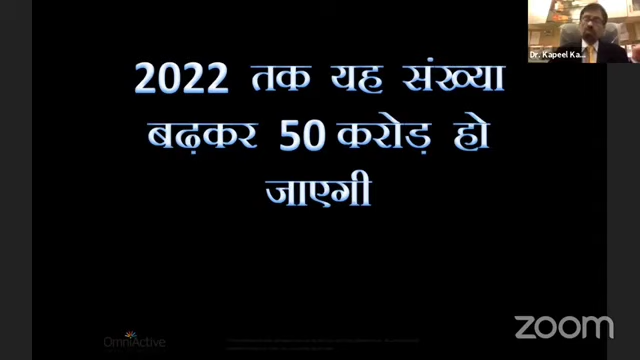 2022 तक यह संख्या
बढ़कर 50 करोड़ हो
जाएगी
Dr. Kapeel Ka...
OmniActive
zoom